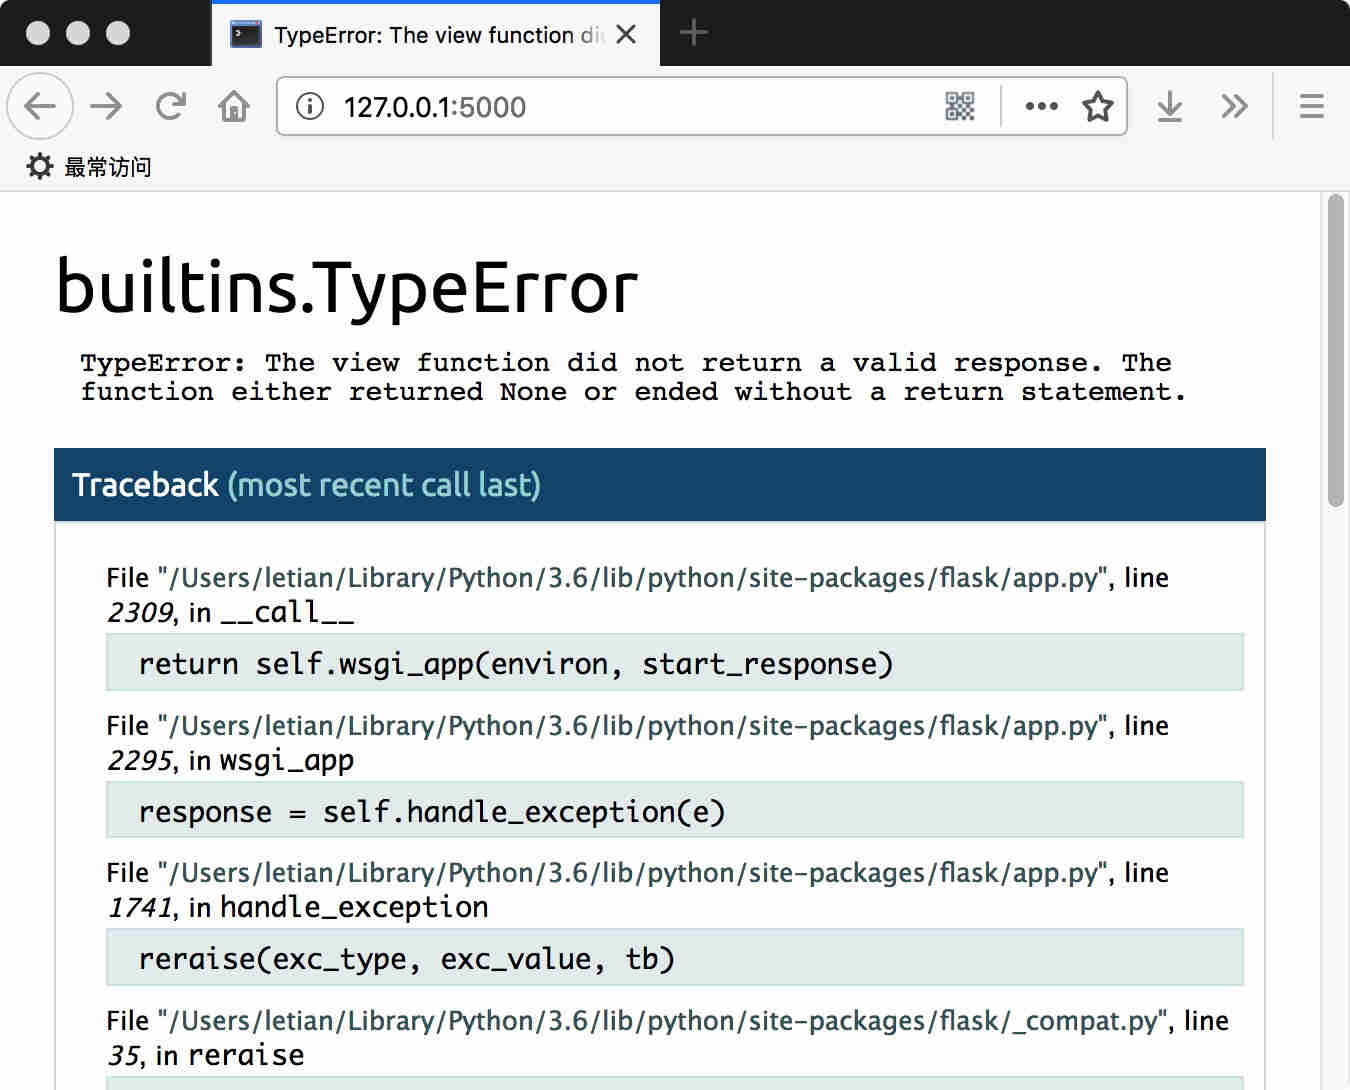 TypeError: The view function di
127.0.0.1:5000
最常访问
builtins.TypeError
TypeError: The view function did not return a valid response. The
function either returned None or ended without a return statement.
Traceback (most recent call last)
File "/Users/letian/Library/Python/3.6/lib/python/site-packages/flask/app.py", line
2309, in __call__
return self.wsgi_app(environ, start_response)
File "/Users/letian/Library/Python/3.6/lib/python/site-packages/flask/app.py", line
2295, in wsgi_app
response = self.handle_exception(e)
File "/Users/letian/Library/Python/3.6/lib/python/site-packages/flask/app.py", line
1741, in handle_exception
reraise(exc_type, exc_value, tb)
File "/Users/letian/Library/Python/3.6/lib/python/site-packages/flask/_compat.py", line
35, in reraise